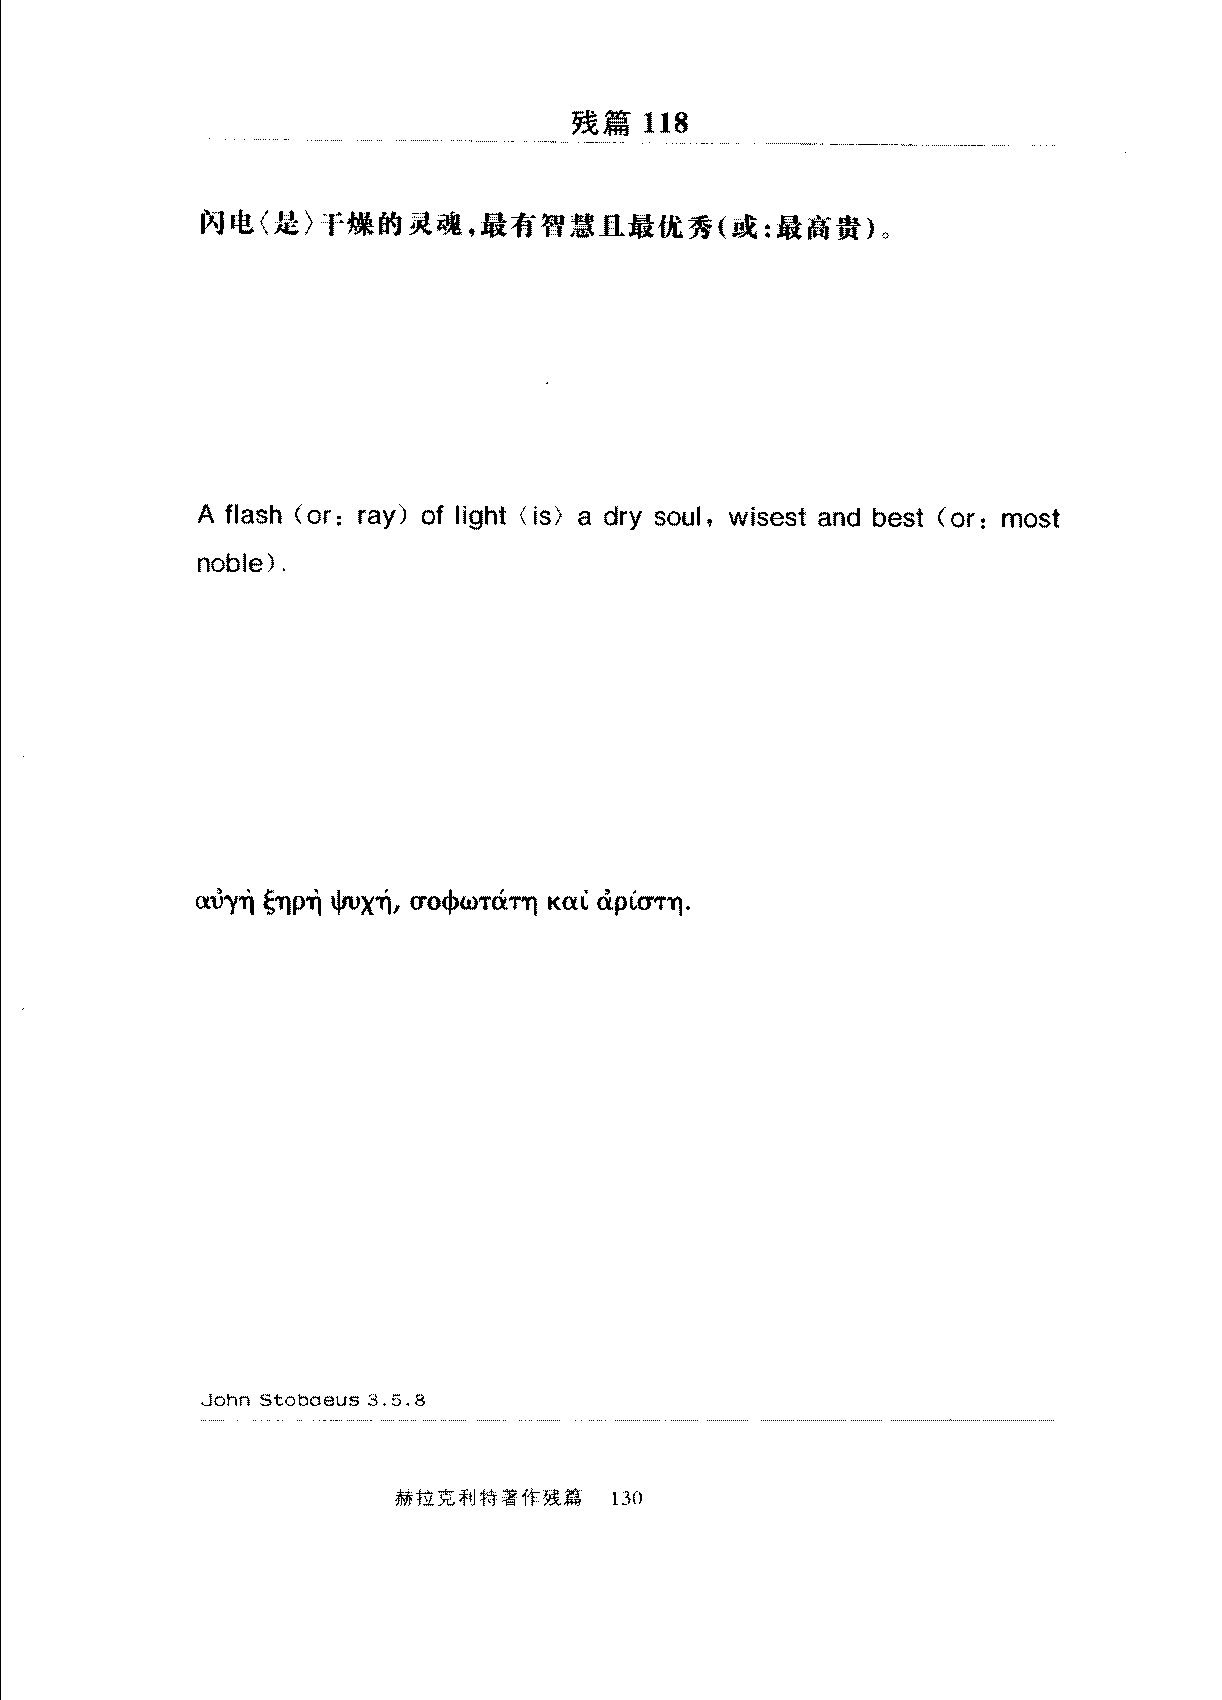 残篇 118
闪电〈是〉干燥的灵魂,最有智慧且最优秀(或:最高贵)。
A flash (or: ray) of light 〈is〉 a dry soul, wisest and best (or: most
noble).
αὐγὴ ξηρὴ ψυχή, σοφωτάτη καὶ ἀρίστη.
John Stobaeus 3.5.8
赫拉克利特著作残篇 130